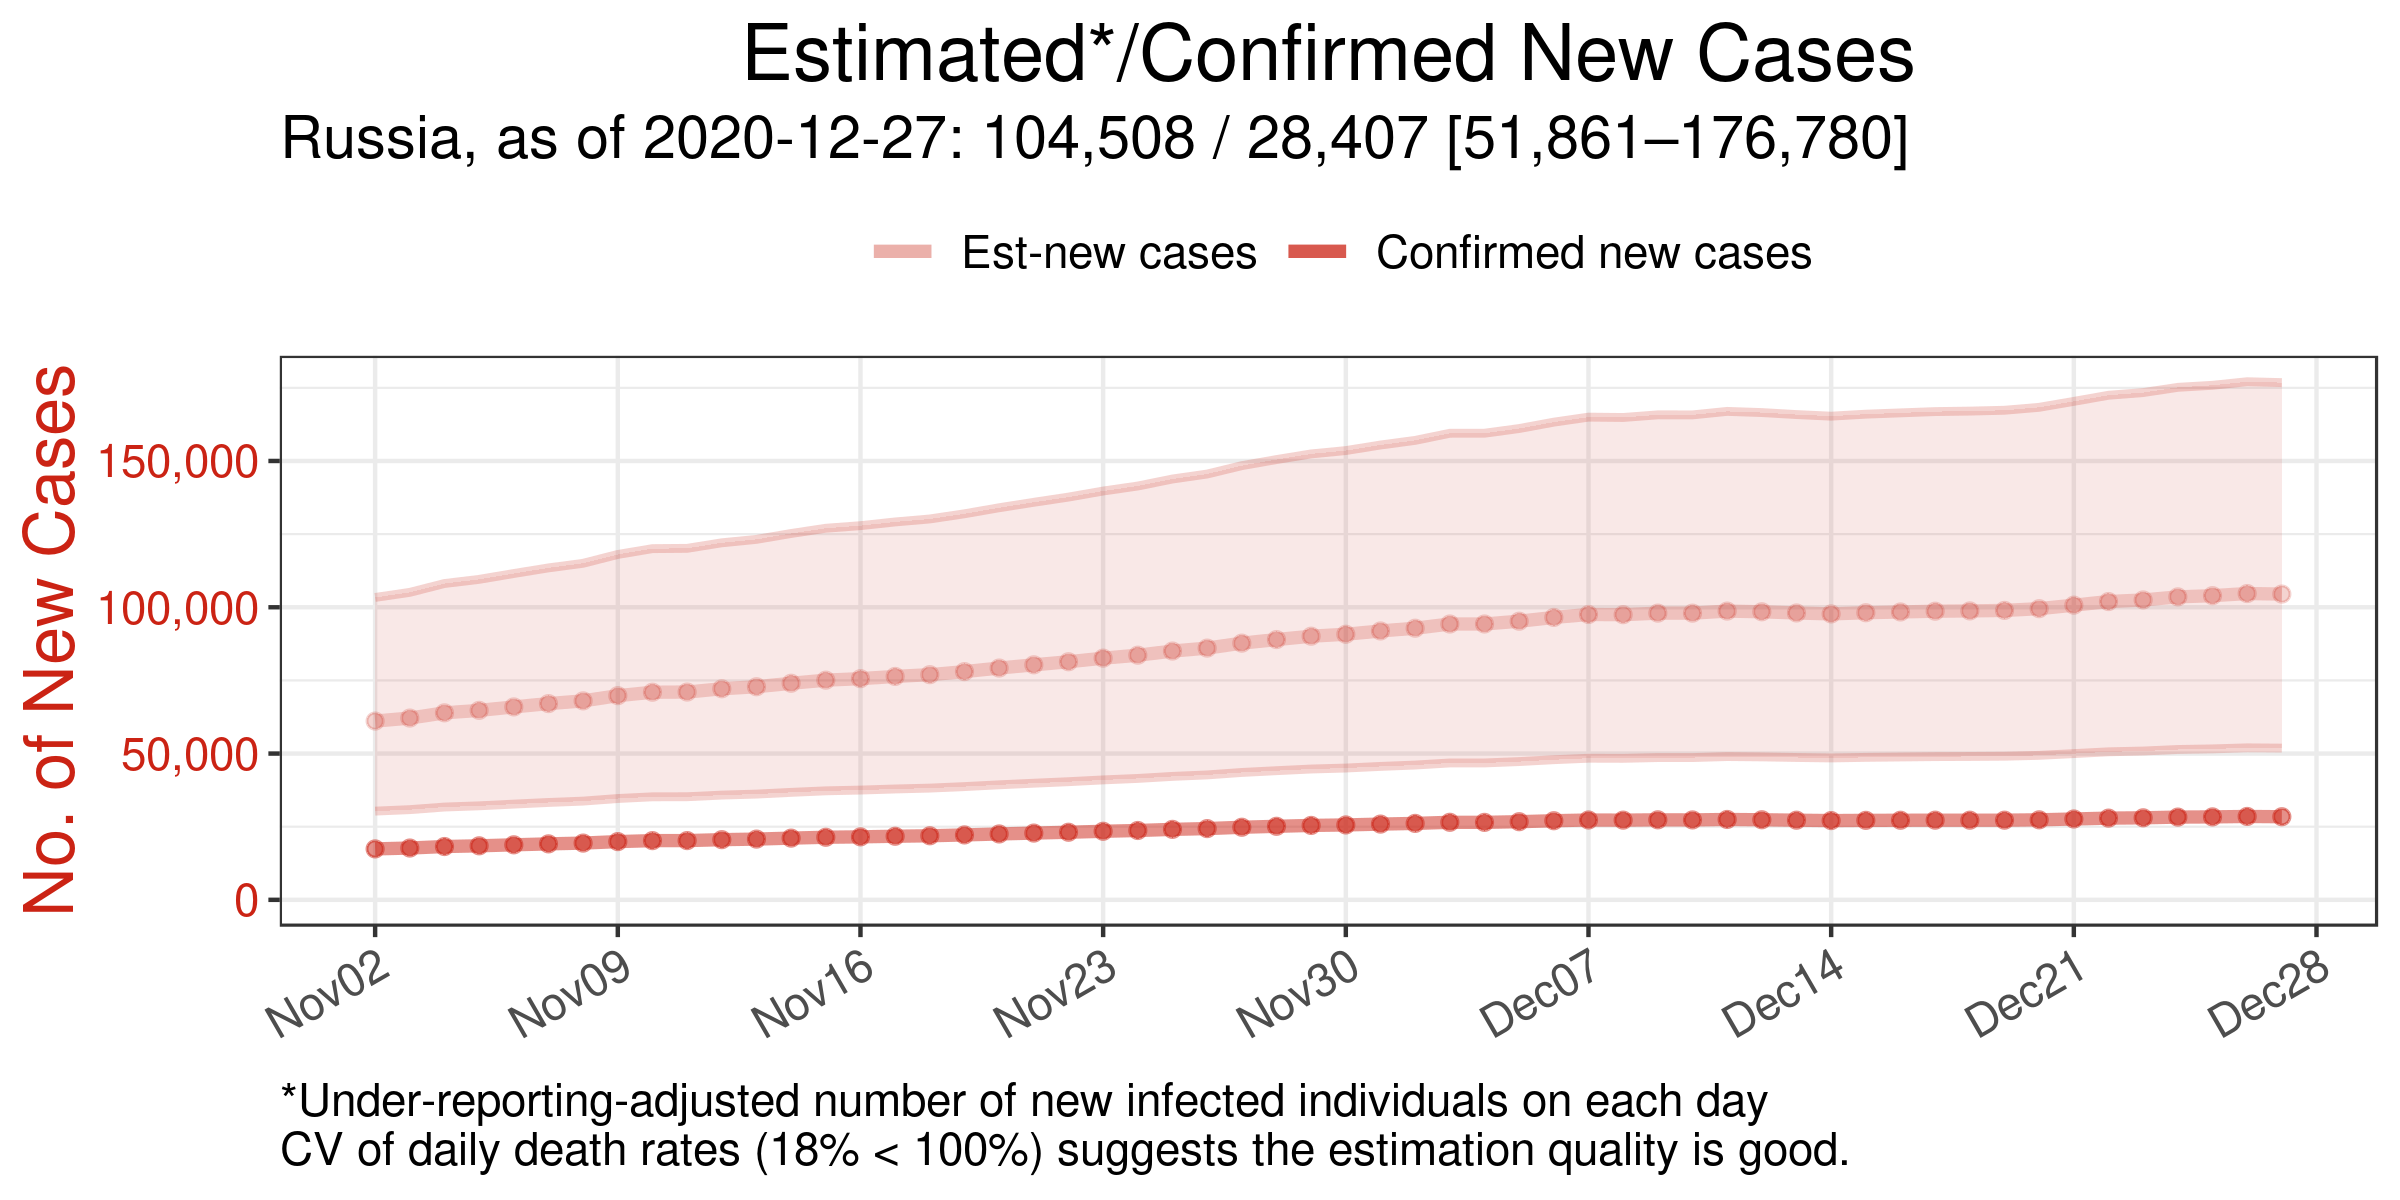 Estimated*/Confirmed New Cases
Russia, as of 2020-12-27: 104,508 / 28,407 [51,861–176,780]
Est-new cases
Confirmed new cases
No. of New Cases
150,000
100,000
50,000
0
Nov02
Nov09
Nov16
Nov23
Nov30
Dec07
Dec14
Dec21
Dec28
*Under-reporting-adjusted number of new infected individuals on each day
CV of daily death rates (18% < 100%) suggests the estimation quality is good.